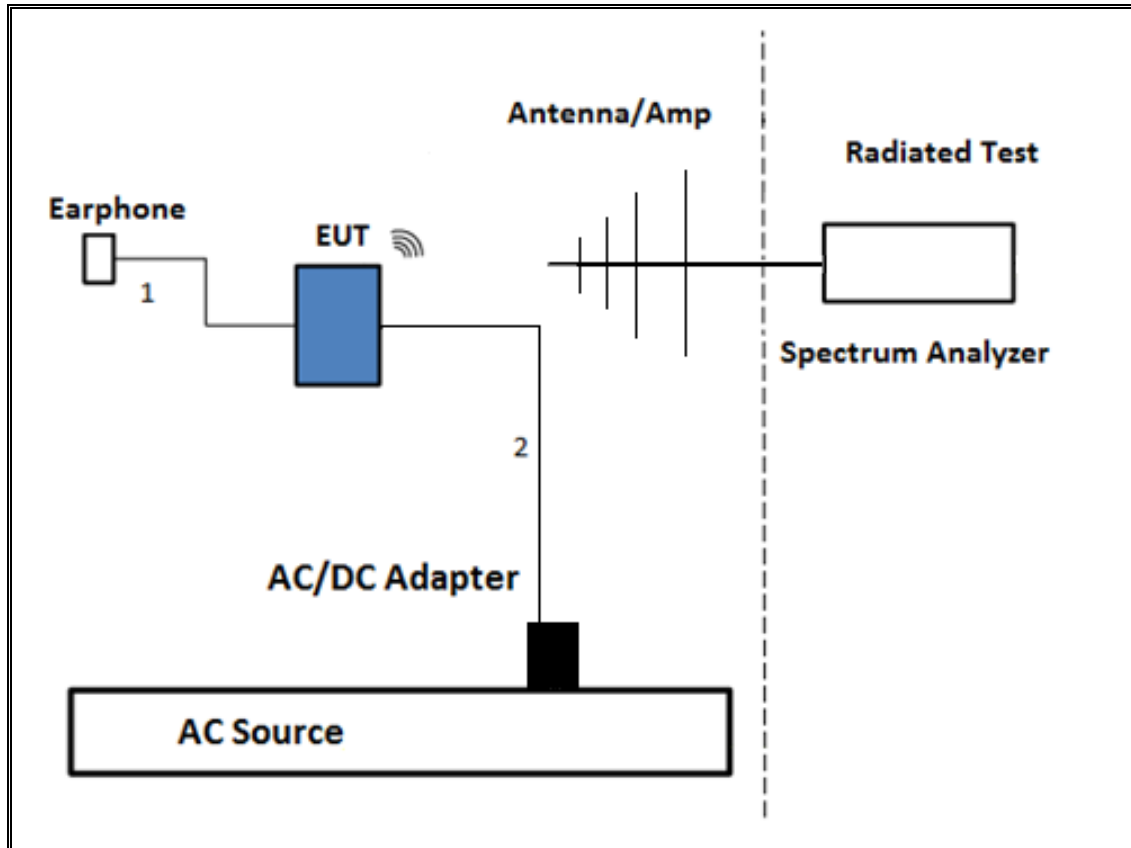 Antenna/Amp
Radiated Test
Earphone
EUT
1
Spectrum Analyzer
2
AC/DC Adapter
AC Source